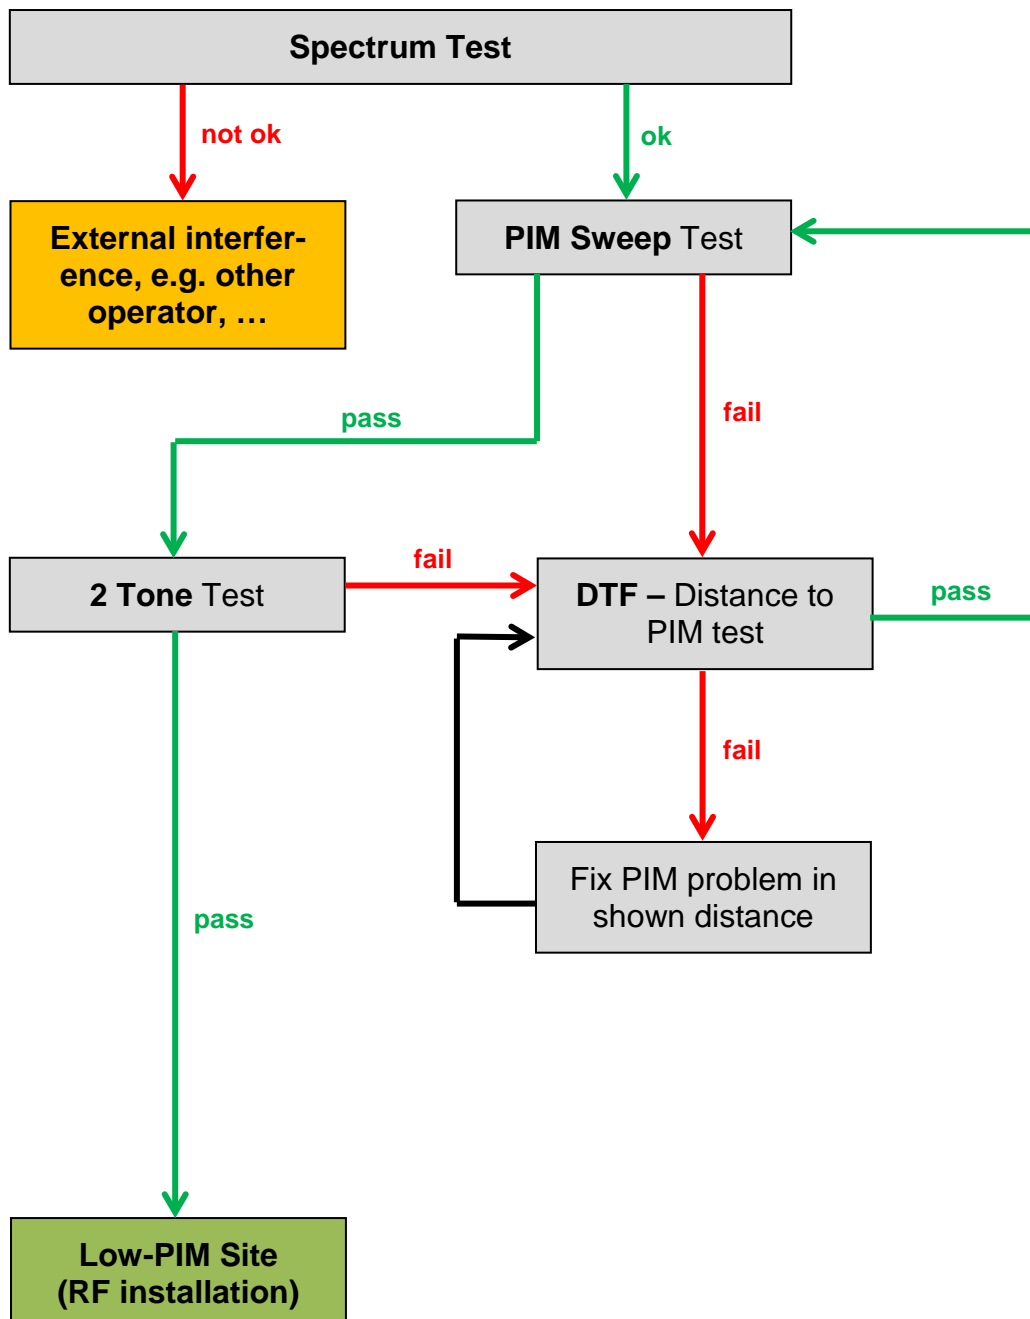 Spectrum Test
not ok
ok
External interfer-
ence, e.g. other
operator, …
PIM Sweep Test
pass
fail
2 Tone Test
fail
DTF – Distance to
PIM test
pass
fail
Fix PIM problem in
shown distance
pass
Low-PIM Site
(RF installation)